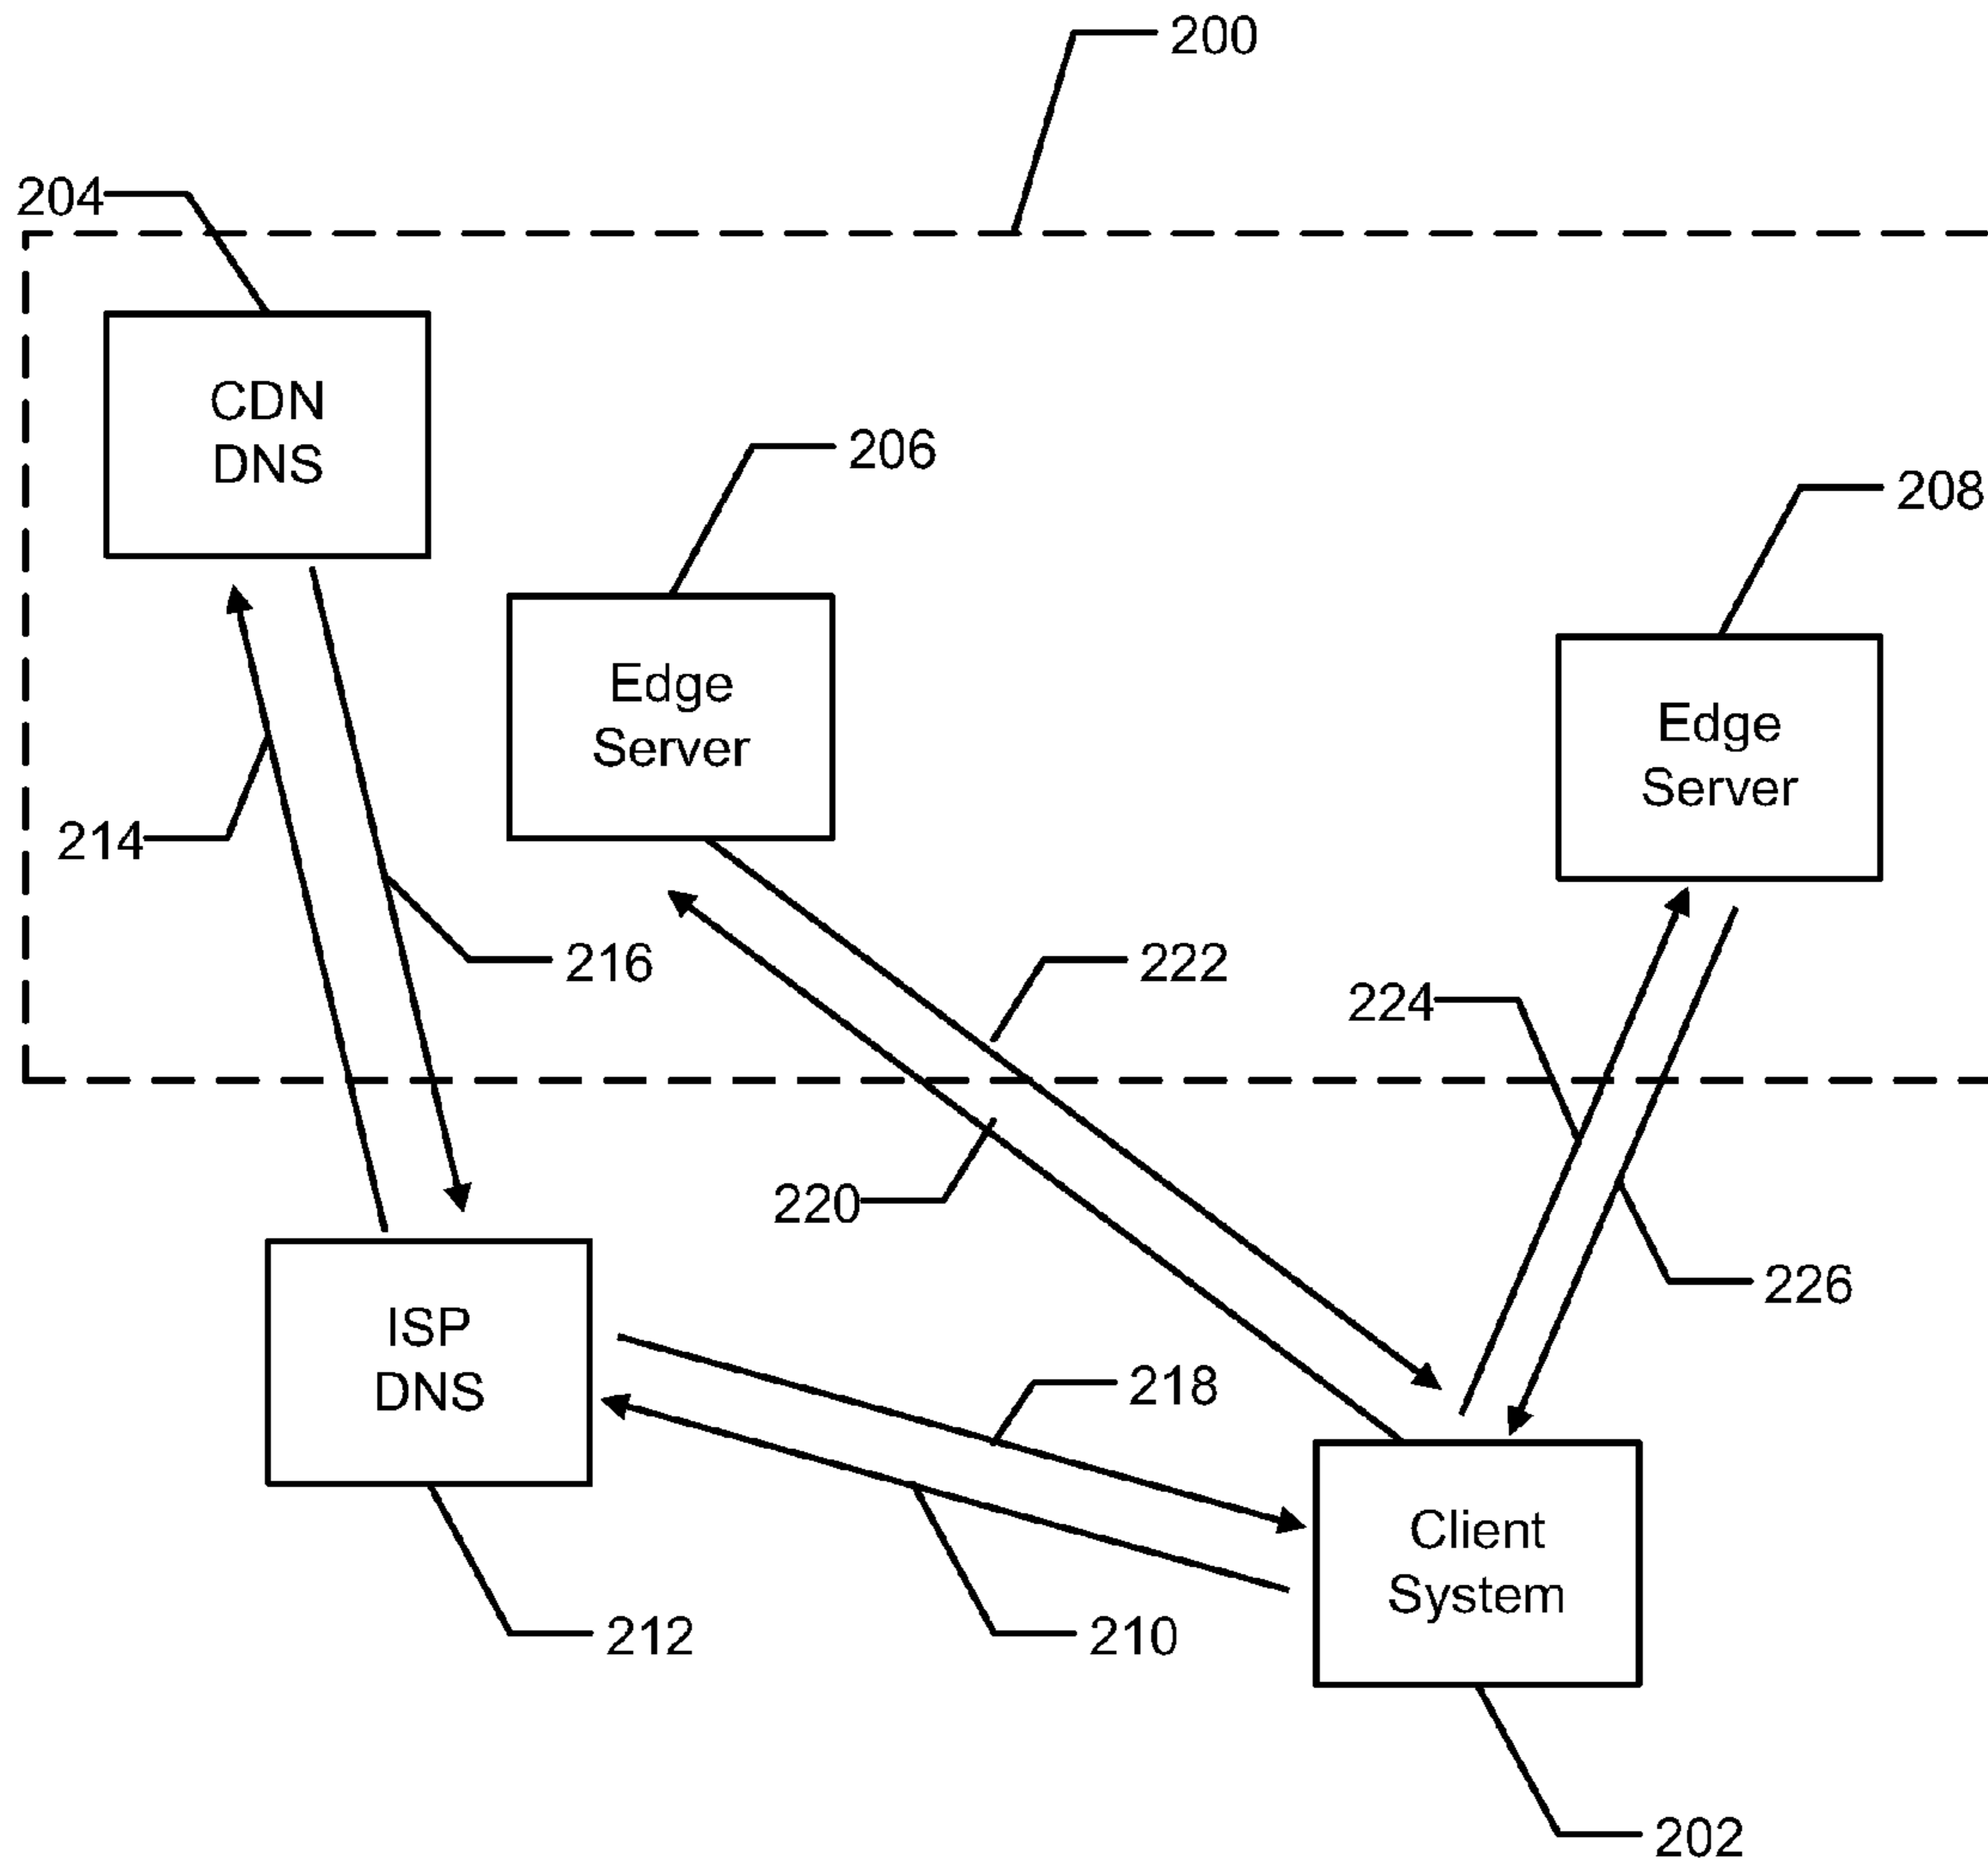 200
204
CDN
DNS
206
208
Edge
Server
Edge
Server
214
216
222
224
220
226
ISP
DNS
218
Client
System
212
210
202